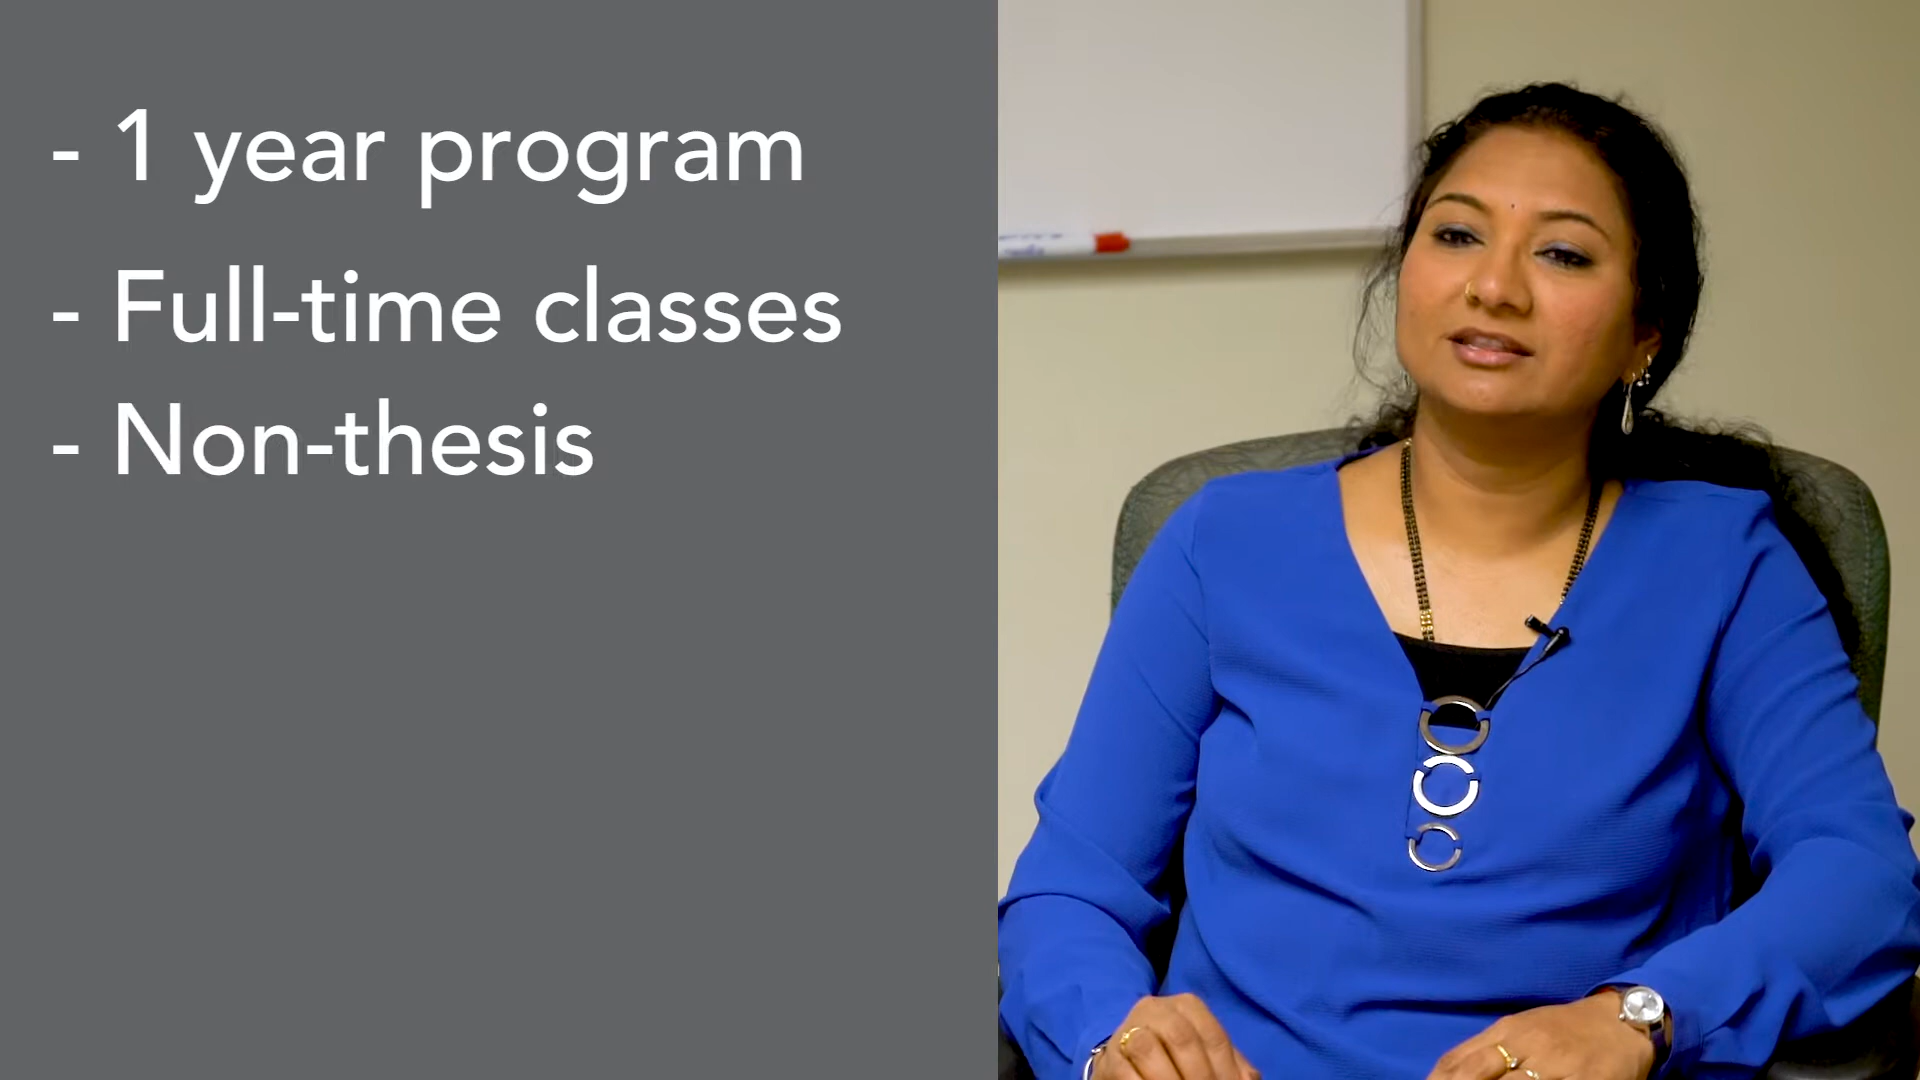 - 1 year program
- Full-time classes
- Non-thesis